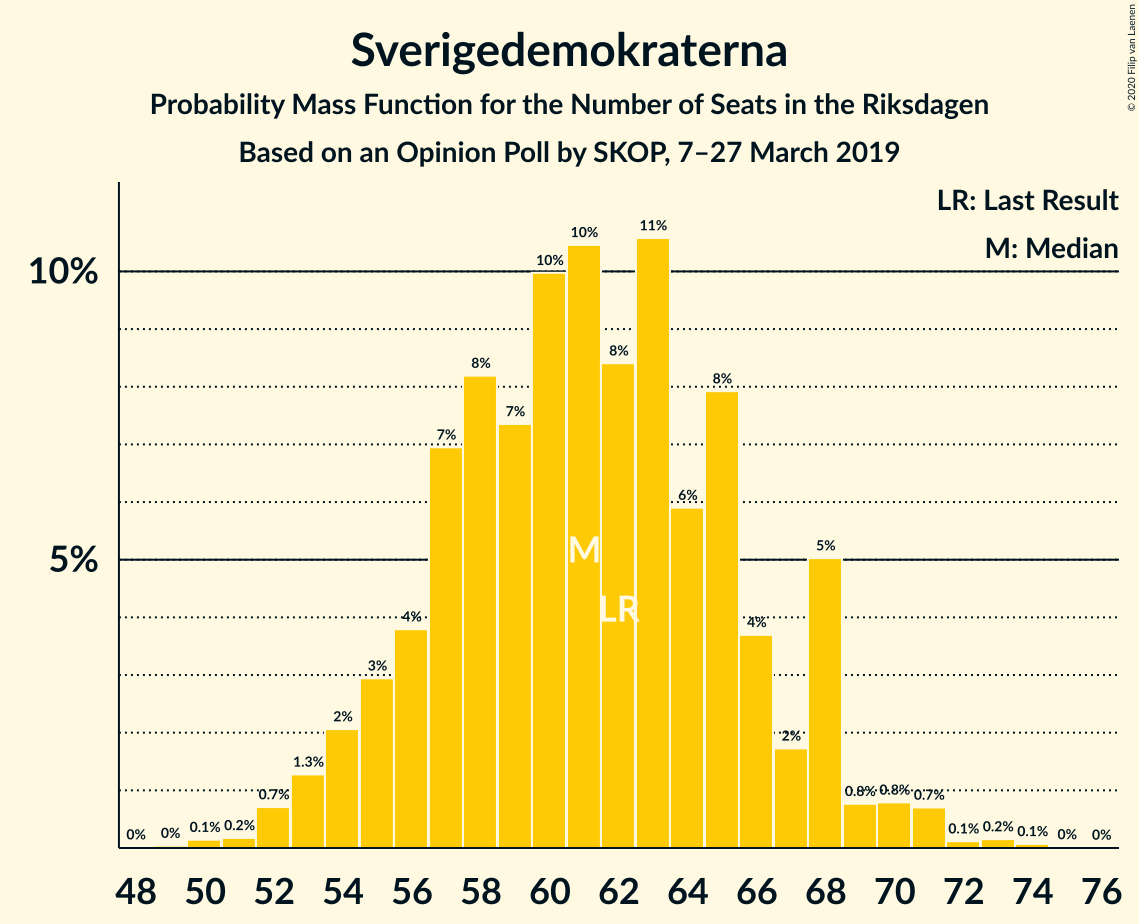 Sverigedemokraterna
Probability Mass Function for the Number of Seats in the Riksdagen
Based on an Opinion Poll by SKOP, 7–27 March 2019
© 2020 Filip van Laenen
LR: Last Result
M: Median
10%
5%
0% 0% 0.1% 0.2% 0.7% 1.3% 2% 3% 4% 7% 8% 7% 10% 10% 8% 11% 6% 8% 4% 2% 5% 0.8% 0.8% 0.7% 0.1% 0.2% 0.1% 0% 0%
M
LR
48 50 52 54 56 58 60 62 64 66 68 70 72 74 76